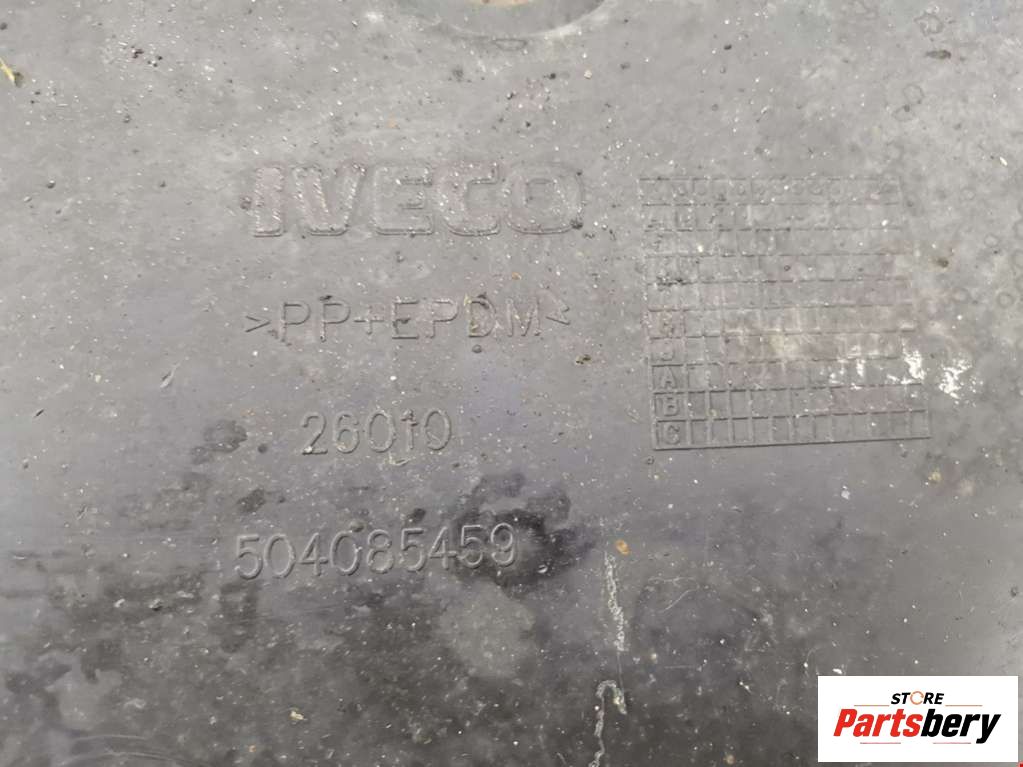 IVECO
>PP+EPDM<
26010
504085459
A
B
C
STORE
Partsbery